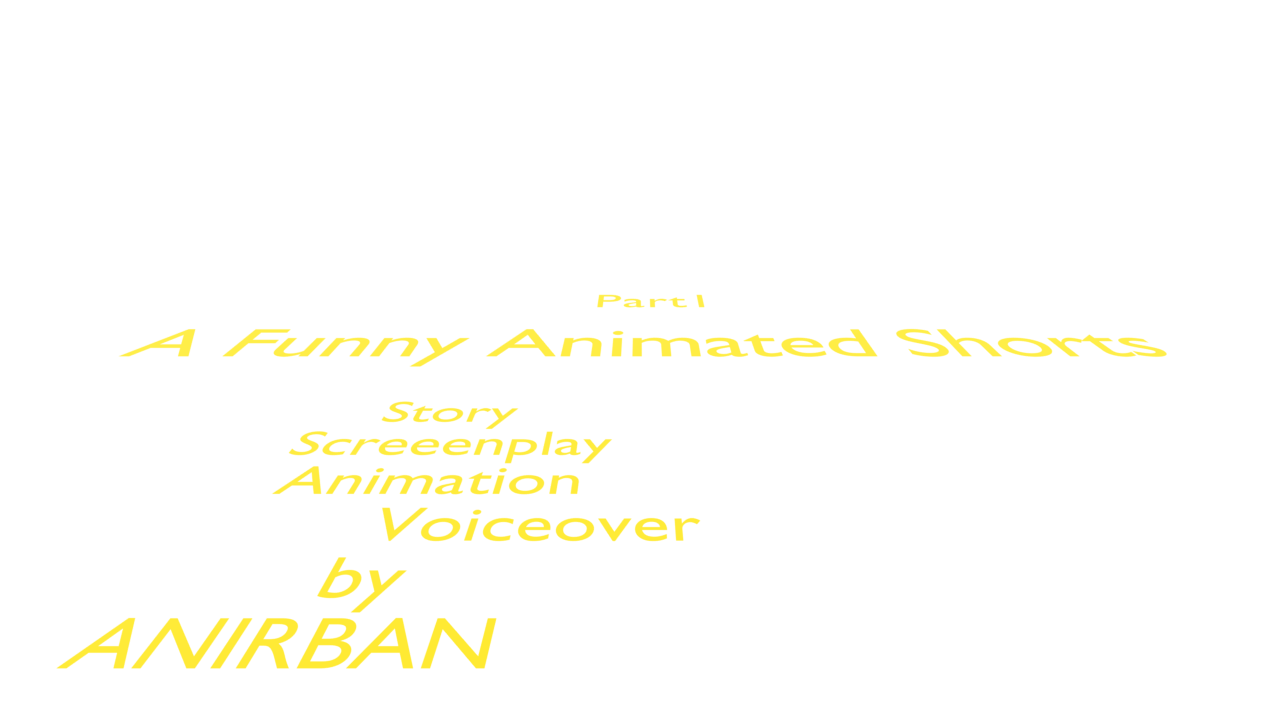 Part I
A Funny Animated Shorts
Story
Screeenplay
Animation
Voiceover
by
ANIRBAN